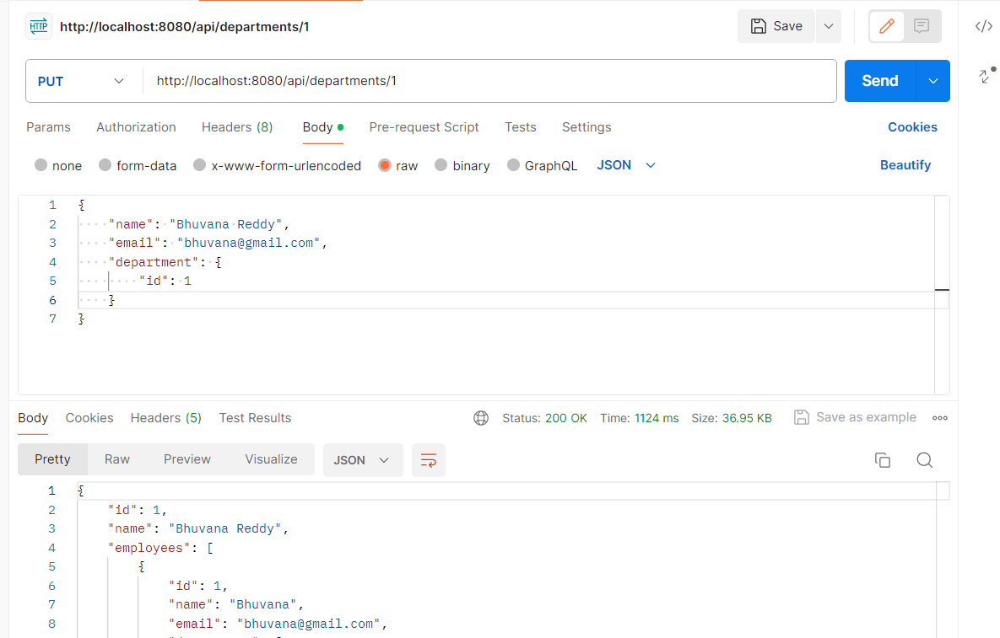 HTTP http://localhost:8080/api/departments/1 Save
PUT http://localhost:8080/api/departments/1 Send
Params Authorization Headers (8) Body Pre-request Script Tests Settings Cookies
none form-data x-www-form-urlencoded raw binary GraphQL JSON Beautify
1 {
2 "name": "Bhuvana Reddy",
3 "email": "bhuvana@gmail.com",
4 "department": {
5 "id": 1
6 }
7 }
Body Cookies Headers (5) Test Results Status: 200 OK Time: 1124 ms Size: 36.95 KB Save as example
Pretty Raw Preview Visualize JSON
1 {
2 "id": 1,
3 "name": "Bhuvana Reddy",
4 "employees": [
5 {
6 "id": 1,
7 "name": "Bhuvana",
8 "email": "bhuvana@gmail.com",